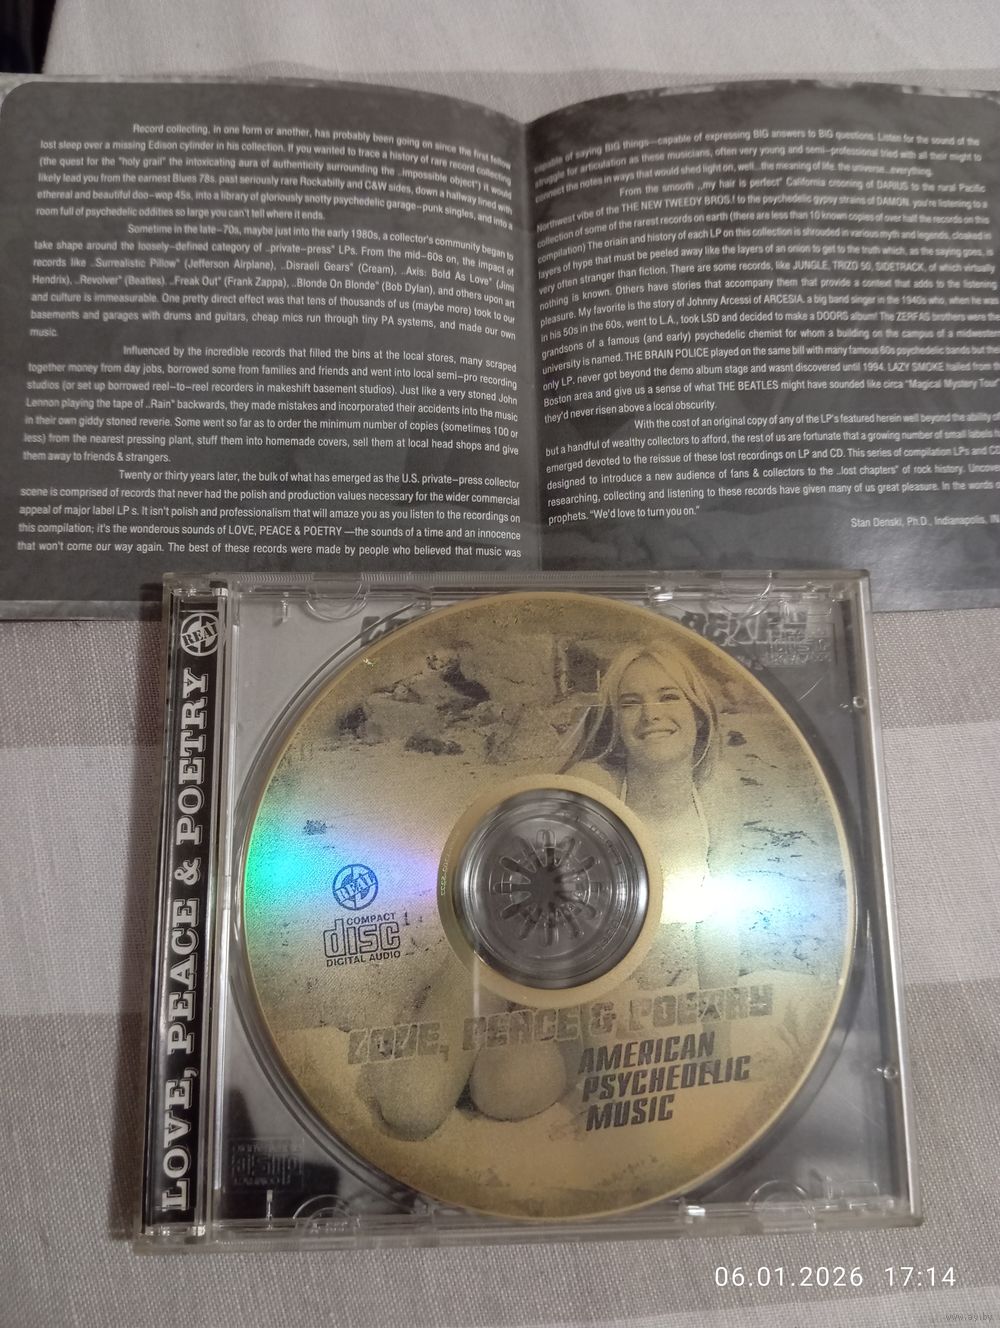 Record collecting, in one form or another, has probably been going on since the first fellow
lost sleep over a missing Edison cylinder in his collection. If you wanted to trace a history of rare record collecting
(the quest for the "holy grail" the intoxicating aura of authenticity surrounding the „impossible object") it would
likely lead you from the earnest Blues 78s, past seriously rare Rockabilly and C&W sides, down a hallway lined with
ethereal and beautiful doo-wop 45s, into a library of gloriously snotty psychedelic garage-punk singles, and into a
room full of psychedelic oddities so large you can't tell where it ends.
Sometime in the late-70s, maybe just into the early 1980s, a collector's community began to
take shape around the loosely-defined category of „private-press" LPs. From the mid-60s on, the impact of
records like „Surrealistic Pillow" (Jefferson Airplane), „Disraeli Gears" (Cream), „Axis: Bold As Love" (Jimi
Hendrix), „Revolver" (Beatles), „Freak Out" (Frank Zappa), „Blonde On Blonde" (Bob Dylan), and others upon art
and culture is immeasurable. One pretty direct effect was that tens of thousands of us (maybe more) took to our
basements and garages with drums and guitars, cheap mics run through tiny PA systems, and made our own
music.
Influenced by the incredible records that filled the bins at the local stores, many scraped
together money from day jobs, borrowed some from families and friends and went into local semi-pro recording
studios (or set up borrowed reel-to-reel recorders in makeshift basement studios). Just like a very stoned John
Lennon playing the tape of „Rain" backwards, they made mistakes and incorporated their accidents into the music
in their own giddy stoned reverie. Some went so far as to order the minimum number of copies (sometimes 100 or
less) from the nearest pressing plant, stuff them into homemade covers, sell them at local head shops and give
them away to friends & strangers.
Twenty or thirty years later, the bulk of what has emerged as the U.S. private-press collector
scene is comprised of records that never had the polish and production values necessary for the wider commercial
appeal of major label LP s. It isn't polish and professionalism that will amaze you as you listen to the recordings on
this compilation; it's the wonderous sounds of LOVE, PEACE & POETRY —the sounds of a time and an innocence
that won't come our way again. The best of these records were made by people who believed that music was
capable of saying BIG things—capable of expressing BIG answers to BIG questions. Listen for the sound of the
struggle for articulation as these musicians, often very young and semi-professional tried with all their might to
connect the notes in ways that would shed light on, well...the meaning of life, the universe...everything.
From the smooth „my hair is perfect" California crooning of DARIUS to the rural Pacific
Northwest vibe of the THE NEW TWEEDY BROS.! to the psychedelic gypsy strains of DAMON, you're listening to a
collection of some of the rarest records on earth (there are less than 10 known copies of over half the records on this
compilation) The oriain and history of each LP on this collection is shrouded in various myth and legends, cloaked in
layers of hype that must be peeled away like the layers of an onion to get to the truth which, as the saying goes, is
very often stranger than fiction. There are some records, like JUNGLE, TRIZO 50, SIDETRACK, of which virtually
nothing is known. Others have stories that accompany them that provide a context that adds to the listening
pleasure. My favorite is the story of Johnny Arcessi of ARCESIA, a big band singer in the 1940s who, when he was
in his 50s in the 60s, went to L.A., took LSD and decided to make a DOORS album! The ZERFAS brothers were the
grandsons of a famous (and early) psychedelic chemist for whom a building on the campus of a midwestern
university is named. THE BRAIN POLICE played on the same bill with many famous 60s psychedelic bands but their
only LP, never got beyond the demo album stage and wasnt discovered until 1994. LAZY SMOKE hailed from the
Boston area and give us a sense of what THE BEATLES might have sounded like circa "Magical Mystery Tour"
they'd never risen above a local obscurity.
With the cost of an original copy of any of the LP's featured herein well beyond the ability of
but a handful of wealthy collectors to afford, the rest of us are fortunate that a growing number of small labels
emerged devoted to the reissue of these lost recordings on LP and CD. This series of compilation LPs and CD
designed to introduce a new audience of fans & collectors to the „lost chapters" of rock history. Uncover
researching, collecting and listening to these records have given many of us great pleasure. In the words o
prophets. "We'd love to turn you on."
Stan Denski, Ph.D., Indianapolis,
REAL
LOVE, PEACE & POETRY
REAL
COMPACT
disc
DIGITAL AUDIO
LOVE, PEACE & POETRY
AMERICAN
PSYCHEDELIC
MUSIC
06.01.2026 17:14
www.ay.by